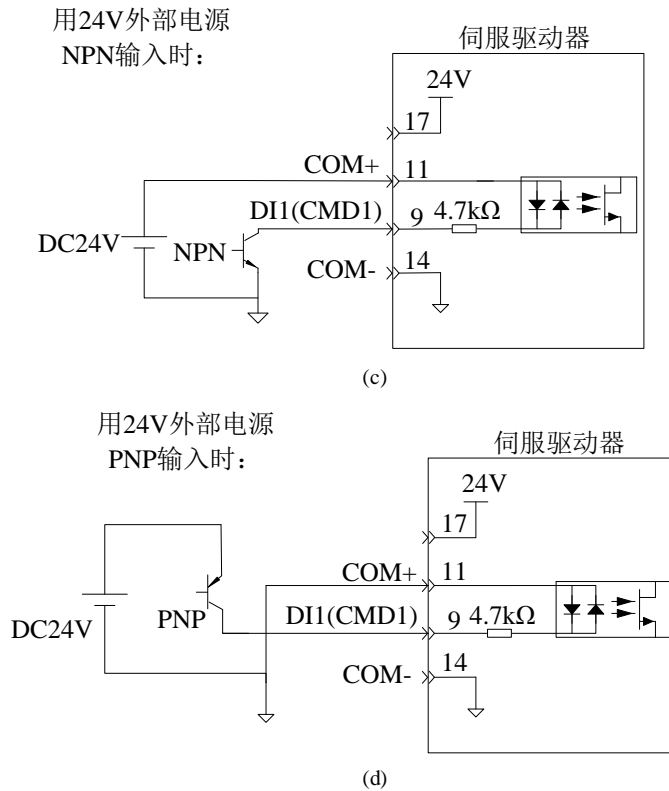 用24V外部电源
NPN输入时：
伺服驱动器
24V
17
COM+
11
DI1(CMD1)
9
4.7kΩ
DC24V
NPN
COM-
14
(c)
用24V外部电源
PNP输入时：
伺服驱动器
24V
17
COM+
11
DI1(CMD1)
9
4.7kΩ
DC24V
PNP
COM-
14
(d)